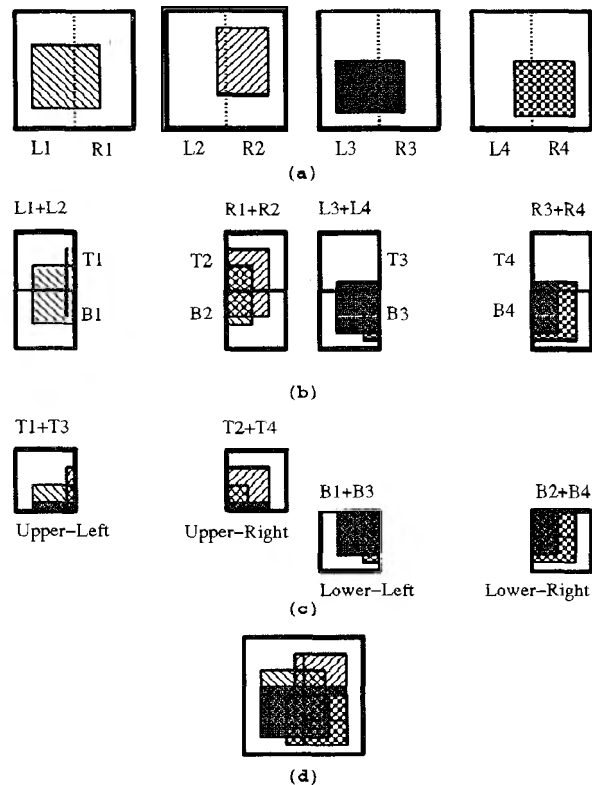 L1 R1 L2 R2 L3 R3 L4 R4
(a)
L1+L2 R1+R2 L3+L4 R3+R4
T1 T2 T3 T4
B1 B2 B3 B4
(b)
T1+T3 T2+T4
B1+B3 B2+B4
Upper-Left Upper-Right
Lower-Left Lower-Right
(c)
(d)